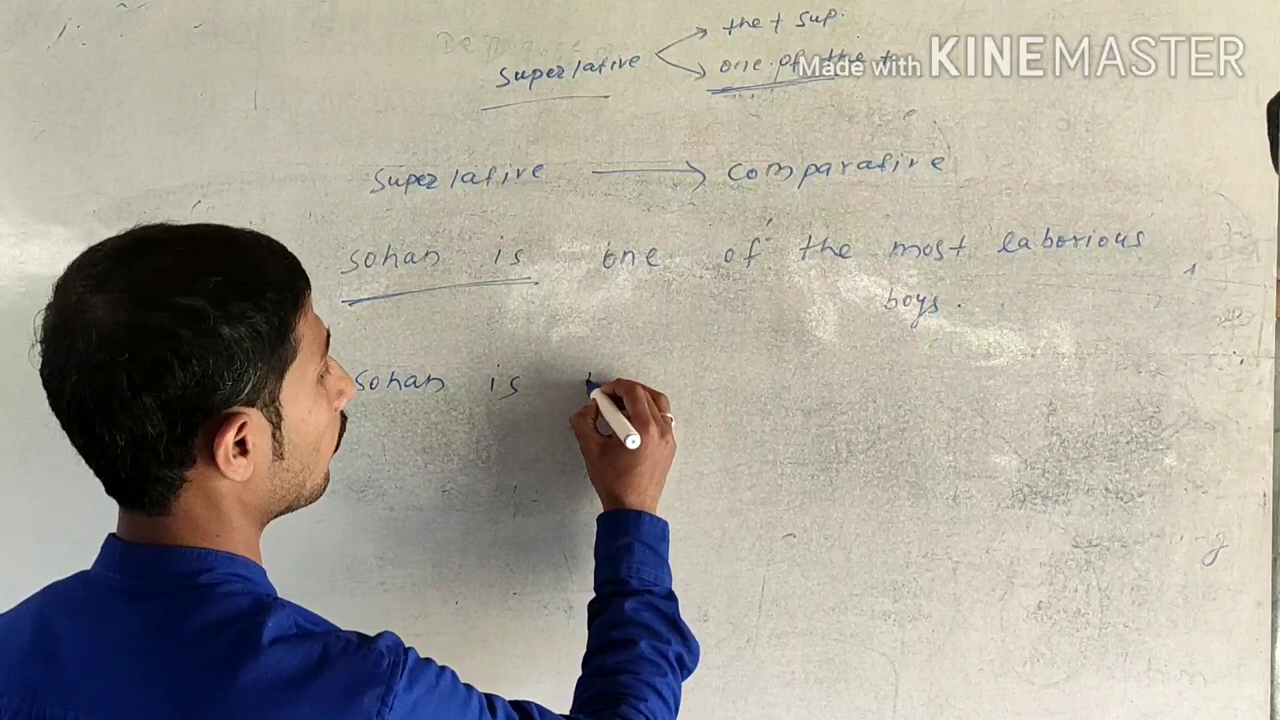 the + sup.
Superlative
one of the +
Made with KINEMASTER
Superlative → Comparative
Sohan is one of the most laborious
boys.
Sohan is